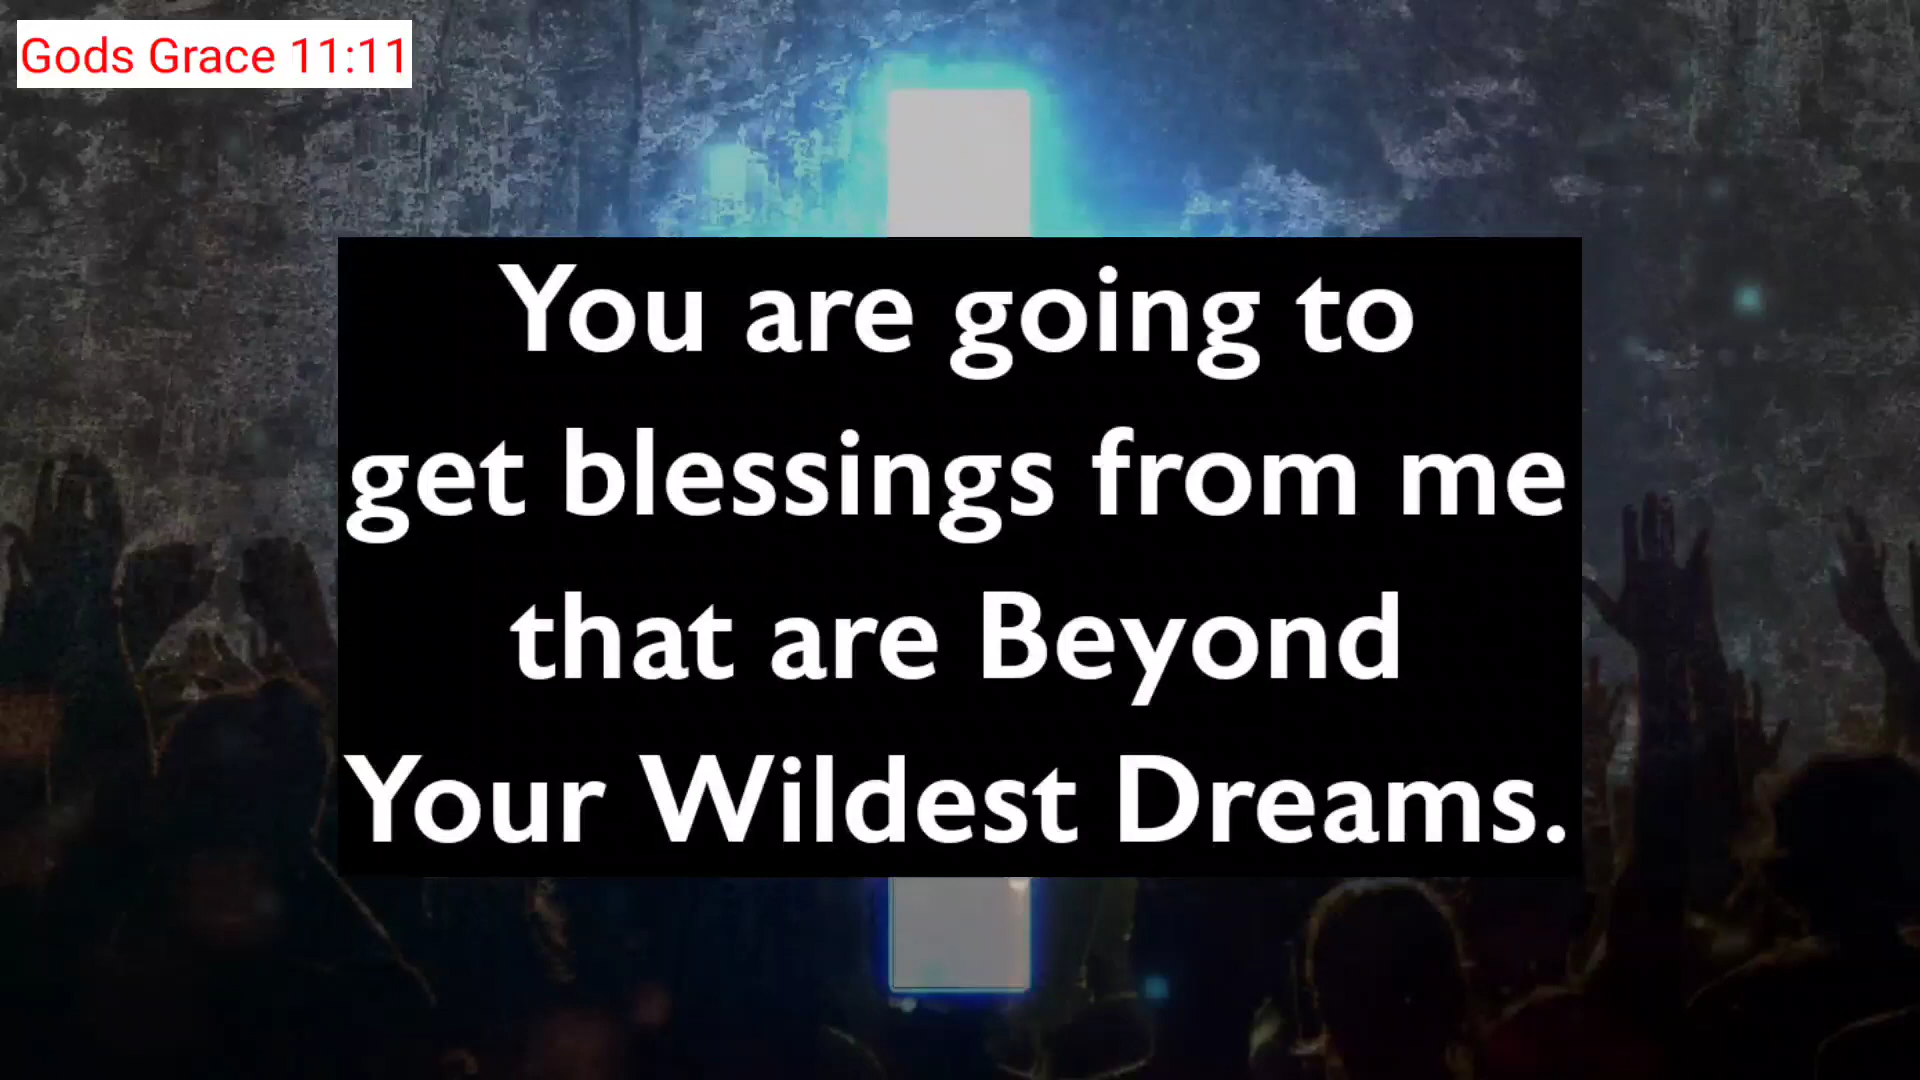 Gods Grace 11:11
You are going to
get blessings from me
that are Beyond
Your Wildest Dreams.